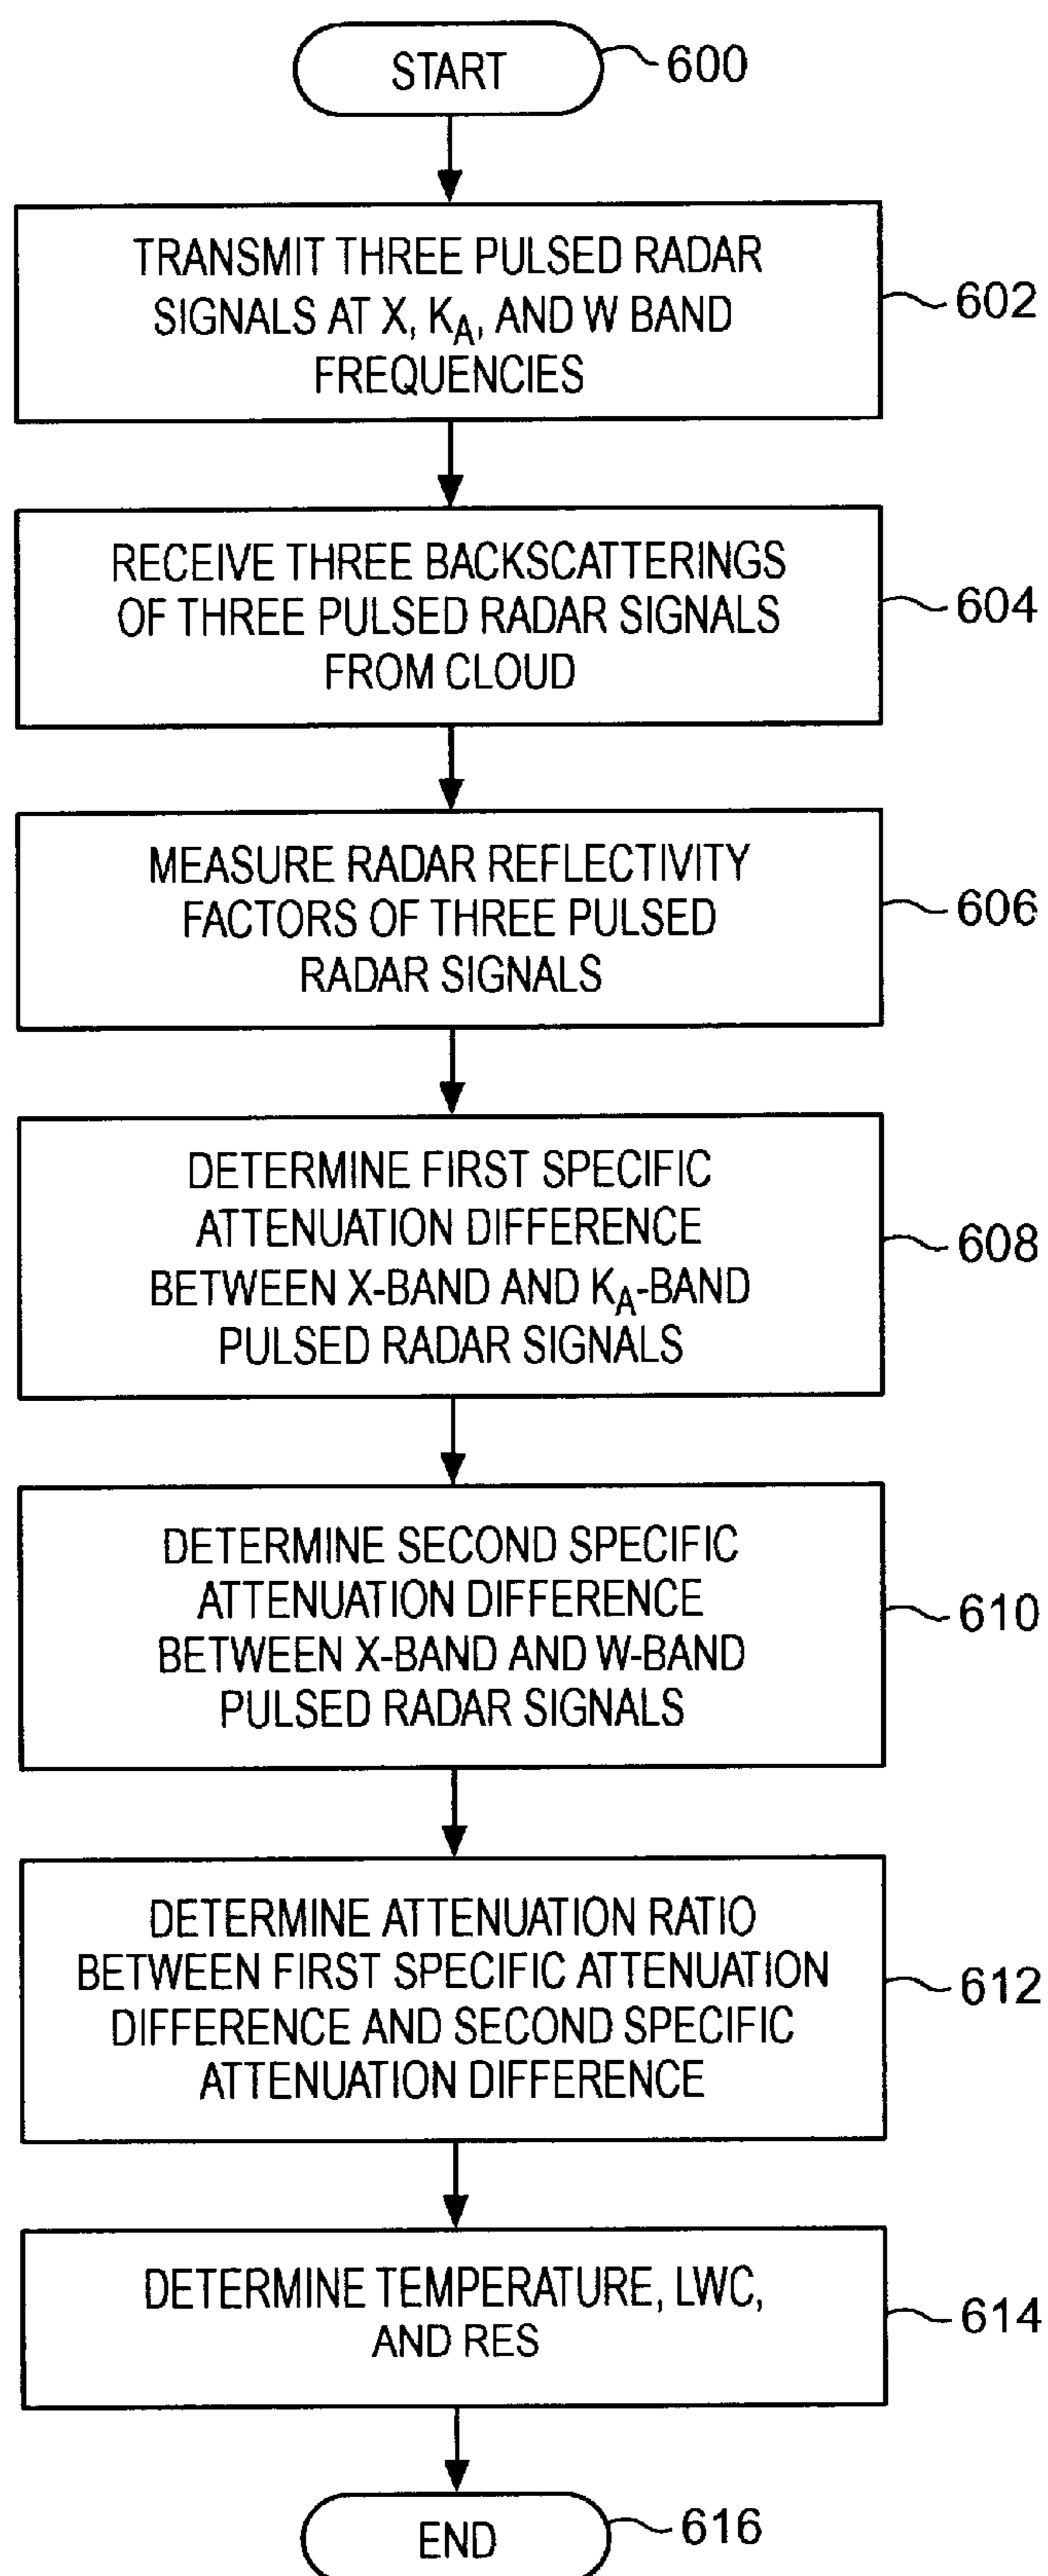 START
600
TRANSMIT THREE PULSED RADAR
SIGNALS AT X, KA, AND W BAND
FREQUENCIES
602
RECEIVE THREE BACKSCATTERINGS
OF THREE PULSED RADAR SIGNALS
FROM CLOUD
604
MEASURE RADAR REFLECTIVITY
FACTORS OF THREE PULSED
RADAR SIGNALS
606
DETERMINE FIRST SPECIFIC
ATTENUATION DIFFERENCE
BETWEEN X-BAND AND KA-BAND
PULSED RADAR SIGNALS
608
DETERMINE SECOND SPECIFIC
ATTENUATION DIFFERENCE
BETWEEN X-BAND AND W-BAND
PULSED RADAR SIGNALS
610
DETERMINE ATTENUATION RATIO
BETWEEN FIRST SPECIFIC ATTENUATION
DIFFERENCE AND SECOND SPECIFIC
ATTENUATION DIFFERENCE
612
DETERMINE TEMPERATURE, LWC,
AND RES
614
END
616